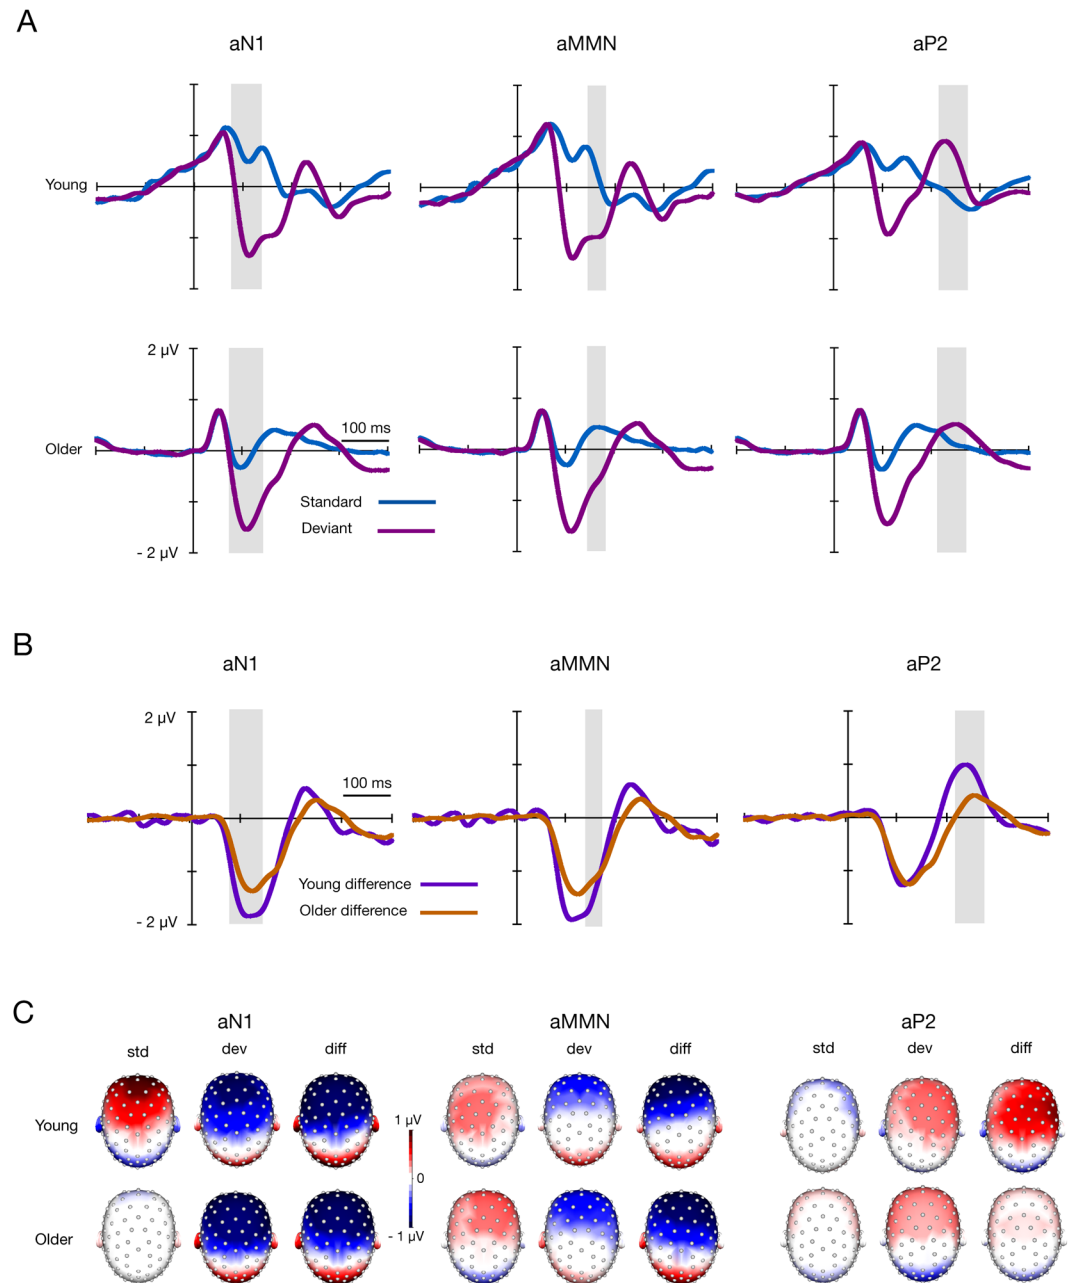 A
aN1 aMMN aP2
Young
2 µV
100 ms
Older
Standard
Deviant
- 2 µV
B
aN1 aMMN aP2
2 µV
100 ms
Young difference
Older difference
- 2 µV
C
aN1 aMMN aP2
std dev diff std dev diff std dev diff
Young
1 µV
0
- 1 µV
Older